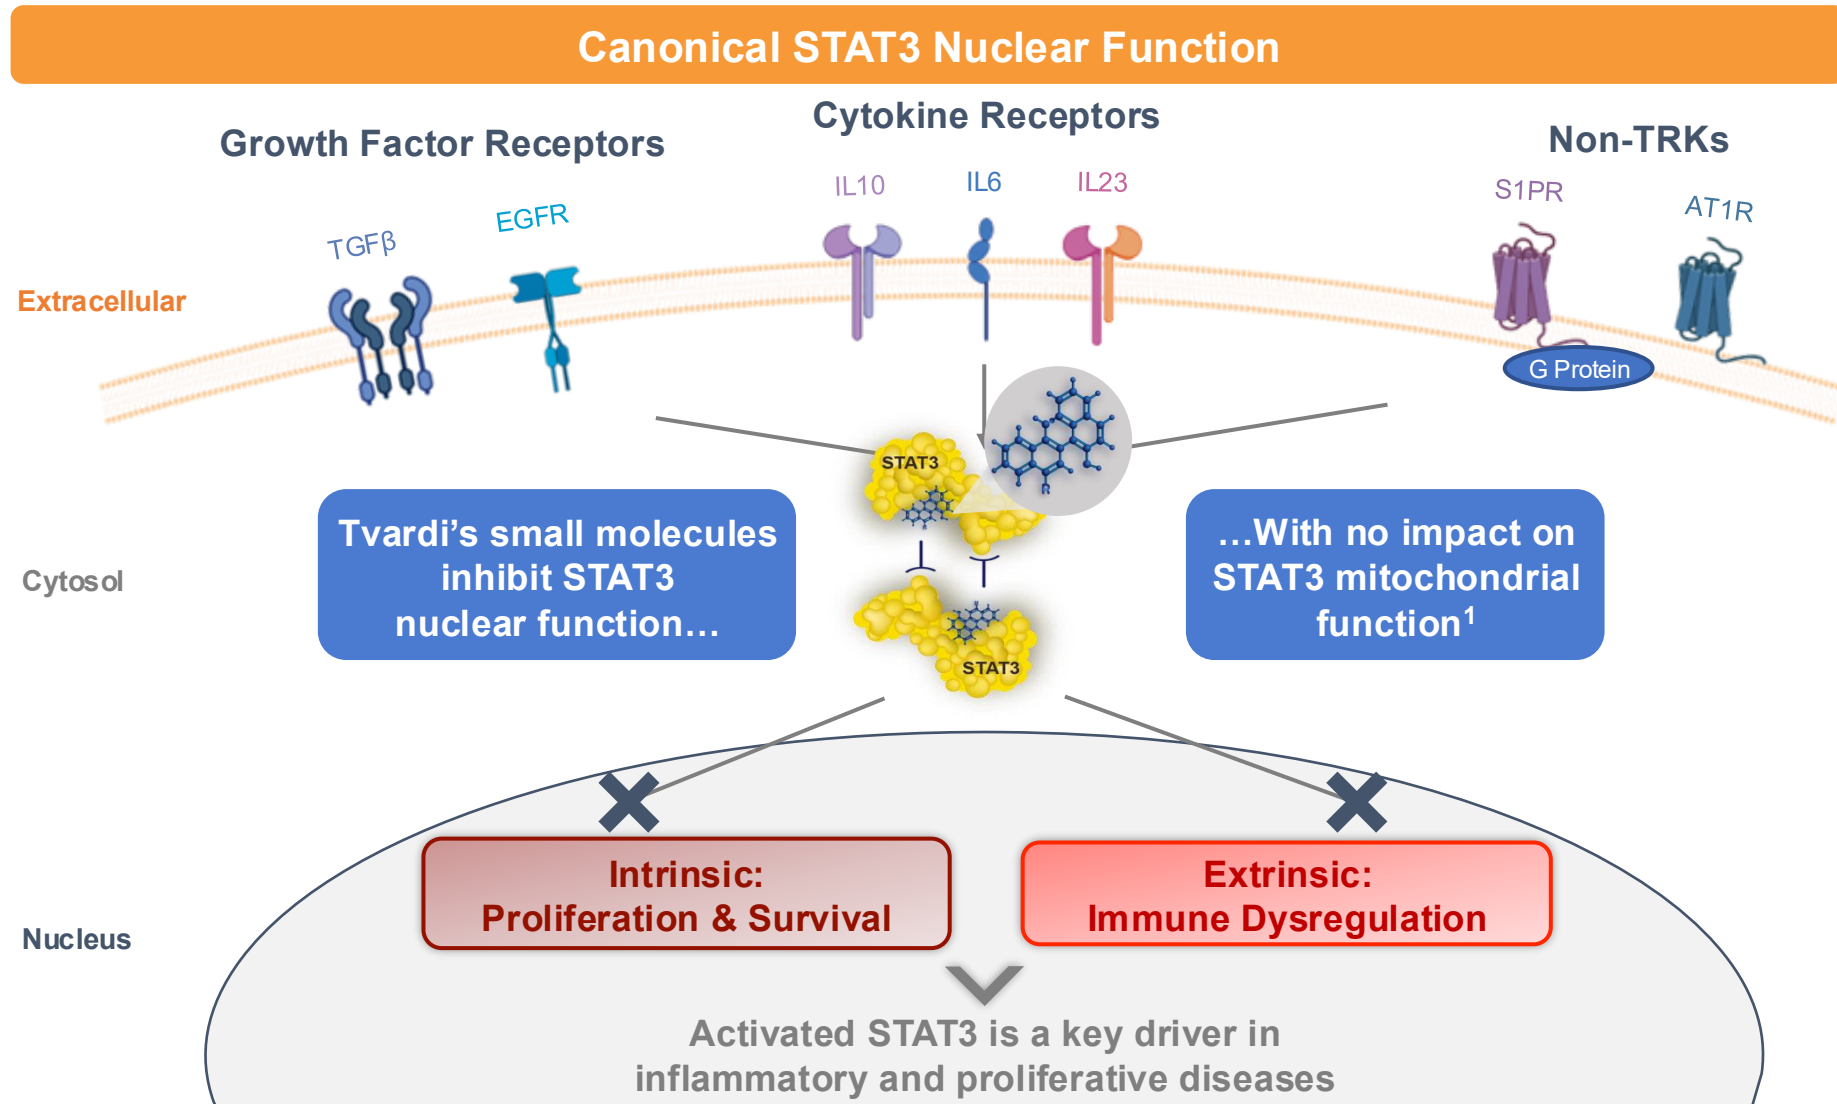 Canonical STAT3 Nuclear Function
Growth Factor Receptors
Cytokine Receptors
Non-TRKs
TGFβ
EGFR
IL10
IL6
IL23
S1PR
AT1R
Extracellular
G Protein
STAT3
Tvardi’s small molecules
inhibit STAT3
nuclear function…
…With no impact on
STAT3 mitochondrial
function¹
Cytosol
STAT3
Intrinsic:
Proliferation & Survival
Extrinsic:
Immune Dysregulation
Nucleus
Activated STAT3 is a key driver in
inflammatory and proliferative diseases